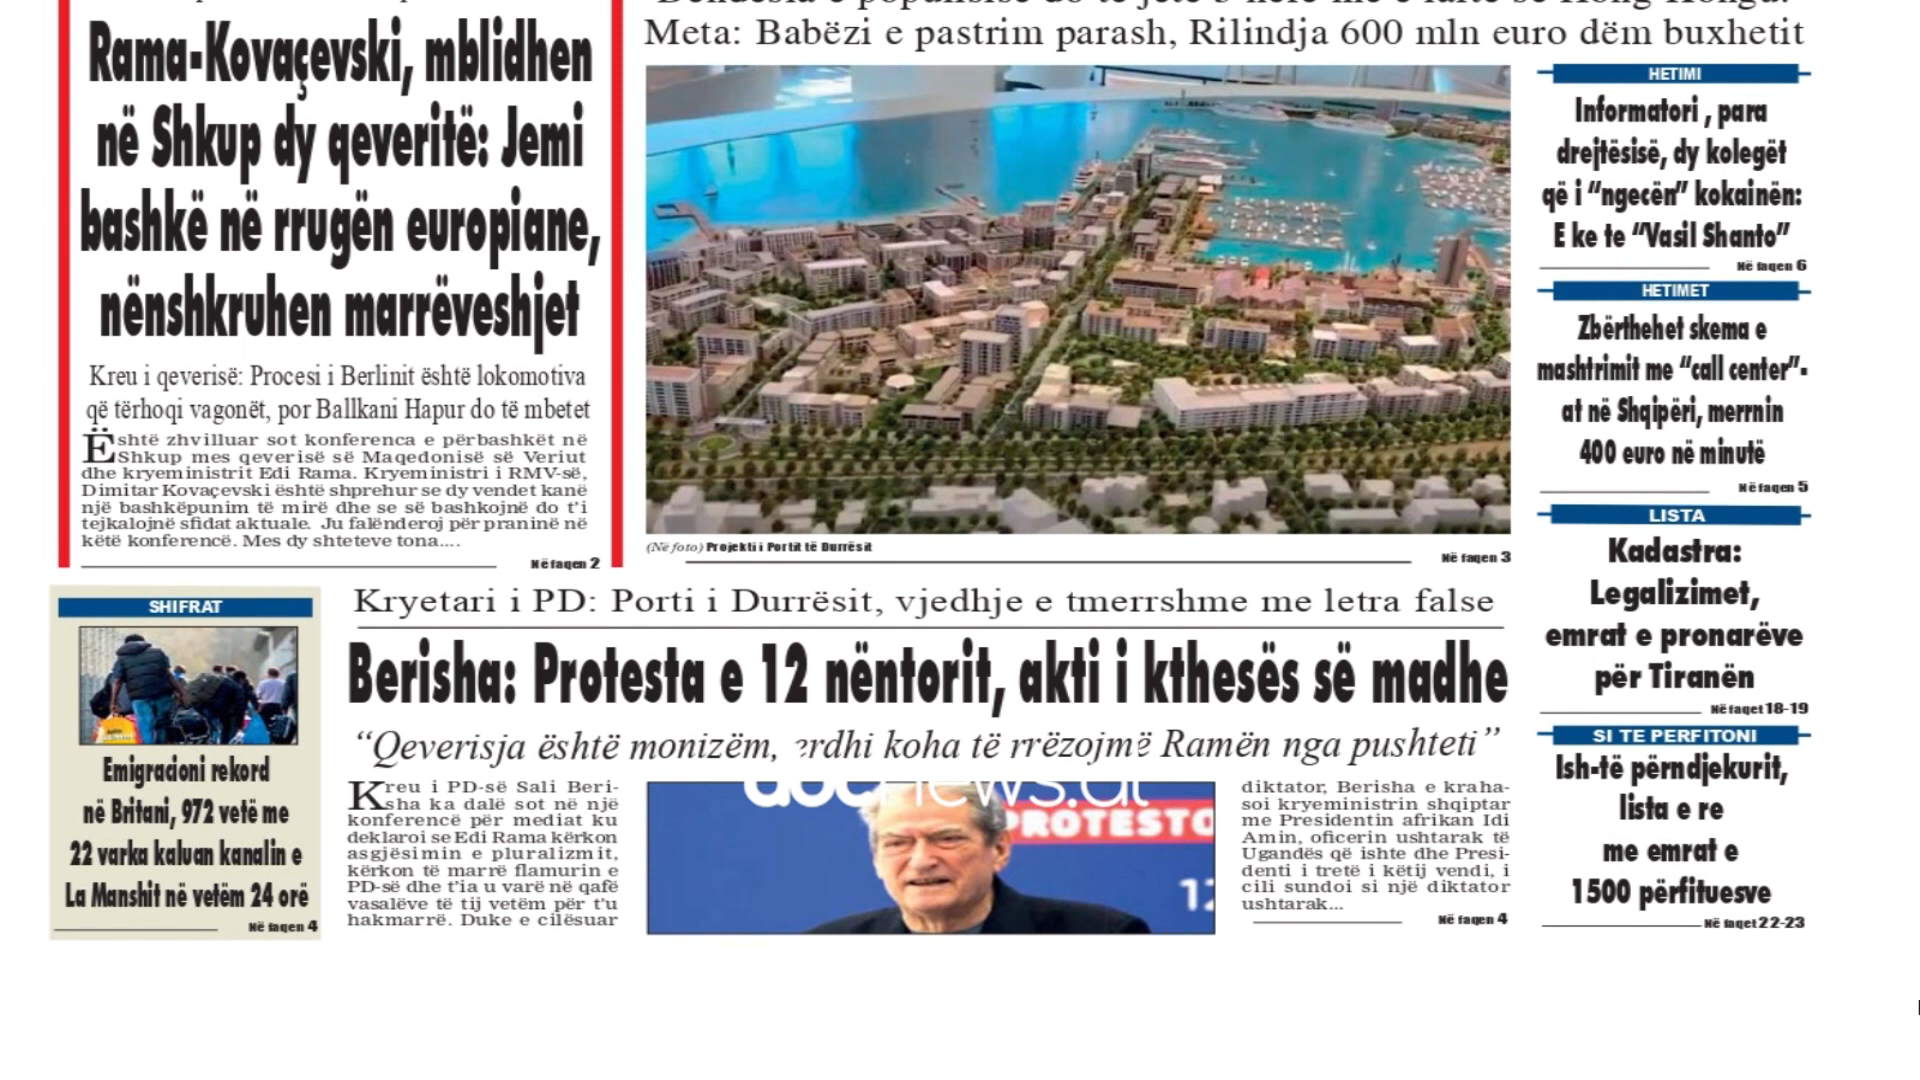 Rama-Kovaçevski, mblidhen
në Shkup dy qeveritë: Jemi
bashkë në rrugën europiane,
nënshkruhen marrëveshjet
Kreu i qeverisë: Procesi i Berlinit është lokomotiva
që tërhoqi vagonët, por Ballkani Hapur do të mbetet
Është zhvilluar sot konferenca e përbashkët në
Shkup mes qeverisë së Maqedonisë së Veriut
dhe kryeministrit Edi Rama. Kryeministri i RMV-së,
Dimitar Kovaçevski është shprehur se dy vendet kanë
një bashkëpunim të mirë dhe se së bashkojnë do t'i
tejkalojnë sfidat aktuale. Ju falënderoj për praninë në
këtë konferencë. Mes dy shteteve tona....
Në faqen 2
Meta: Babëzi e pastrim parash, Rilindja 600 mln euro dëm buxhetit
(Në foto) Projekti i Portit të Durrësit
Në faqen 3
HETIMI
Informatori , para
drejtësisë, dy kolegët
që i “ngecën” kokainën:
E ke te “Vasil Shanto”
Në faqen 6
HETIMET
Zbërthehet skema e
mashtrimit me “call center”-
at në Shqipëri, merrnin
400 euro në minutë
Në faqen 5
LISTA
Kadastra:
Legalizimet,
emrat e pronarëve
për Tiranën
Në faqet 18-19
SI TE PERFITONI
Ish-të përndjekurit,
lista e re
me emrat e
1500 përfituesve
Në faqet 22-23
SHIFRAT
Emigracioni rekord
në Britani, 972 vetë me
22 varka kaluan kanalin e
La Manshit në vetëm 24 orë
Në faqen 4
Kryetari i PD: Porti i Durrësit, vjedhje e tmerrshme me letra false
Berisha: Protesta e 12 nëntorit, akti i kthesës së madhe
“Qeverisja është monizëm, erdhi koha të rrëzojmë Ramën nga pushteti”
Kreu i PD-së Sali Beri-
sha ka dalë sot në një
konferencë për mediat ku
deklaroi se Edi Rama kërkon
asgjësimin e pluralizmit,
kërkon të marrë flamurin e
PD-së dhe t'ia u varë në qafë
vasalëve të tij vetëm për t'u
hakmarrë. Duke e cilësuar
PROTESTO
12
diktator, Berisha e kraha-
soi kryeministrin shqiptar
me Presidentin afrikan Idi
Amin, oficerin ushtarak të
Ugandës që ishte dhe Presi-
denti i tretë i këtij vendi, i
cili sundoi si një diktator
ushtarak...
Në faqen 4